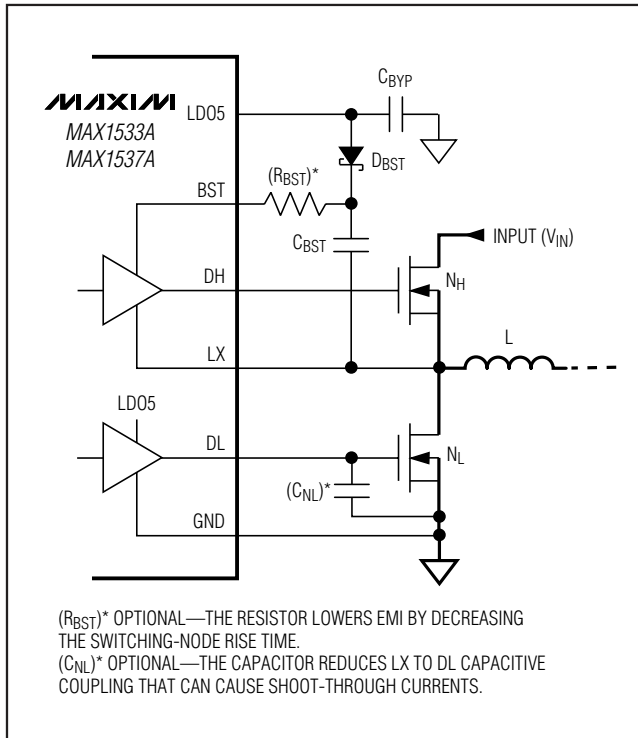 MAXIM
MAX1533A
MAX1537A
LDO5
CBYP
DBST
BST
(RBST)*
CBST
INPUT (VIN)
DH
NH
LX
L
LDO5
DL
NL
(CNL)*
GND
(RBST)* OPTIONAL—THE RESISTOR LOWERS EMI BY DECREASING
THE SWITCHING-NODE RISE TIME.
(CNL)* OPTIONAL—THE CAPACITOR REDUCES LX TO DL CAPACITIVE
COUPLING THAT CAN CAUSE SHOOT-THROUGH CURRENTS.